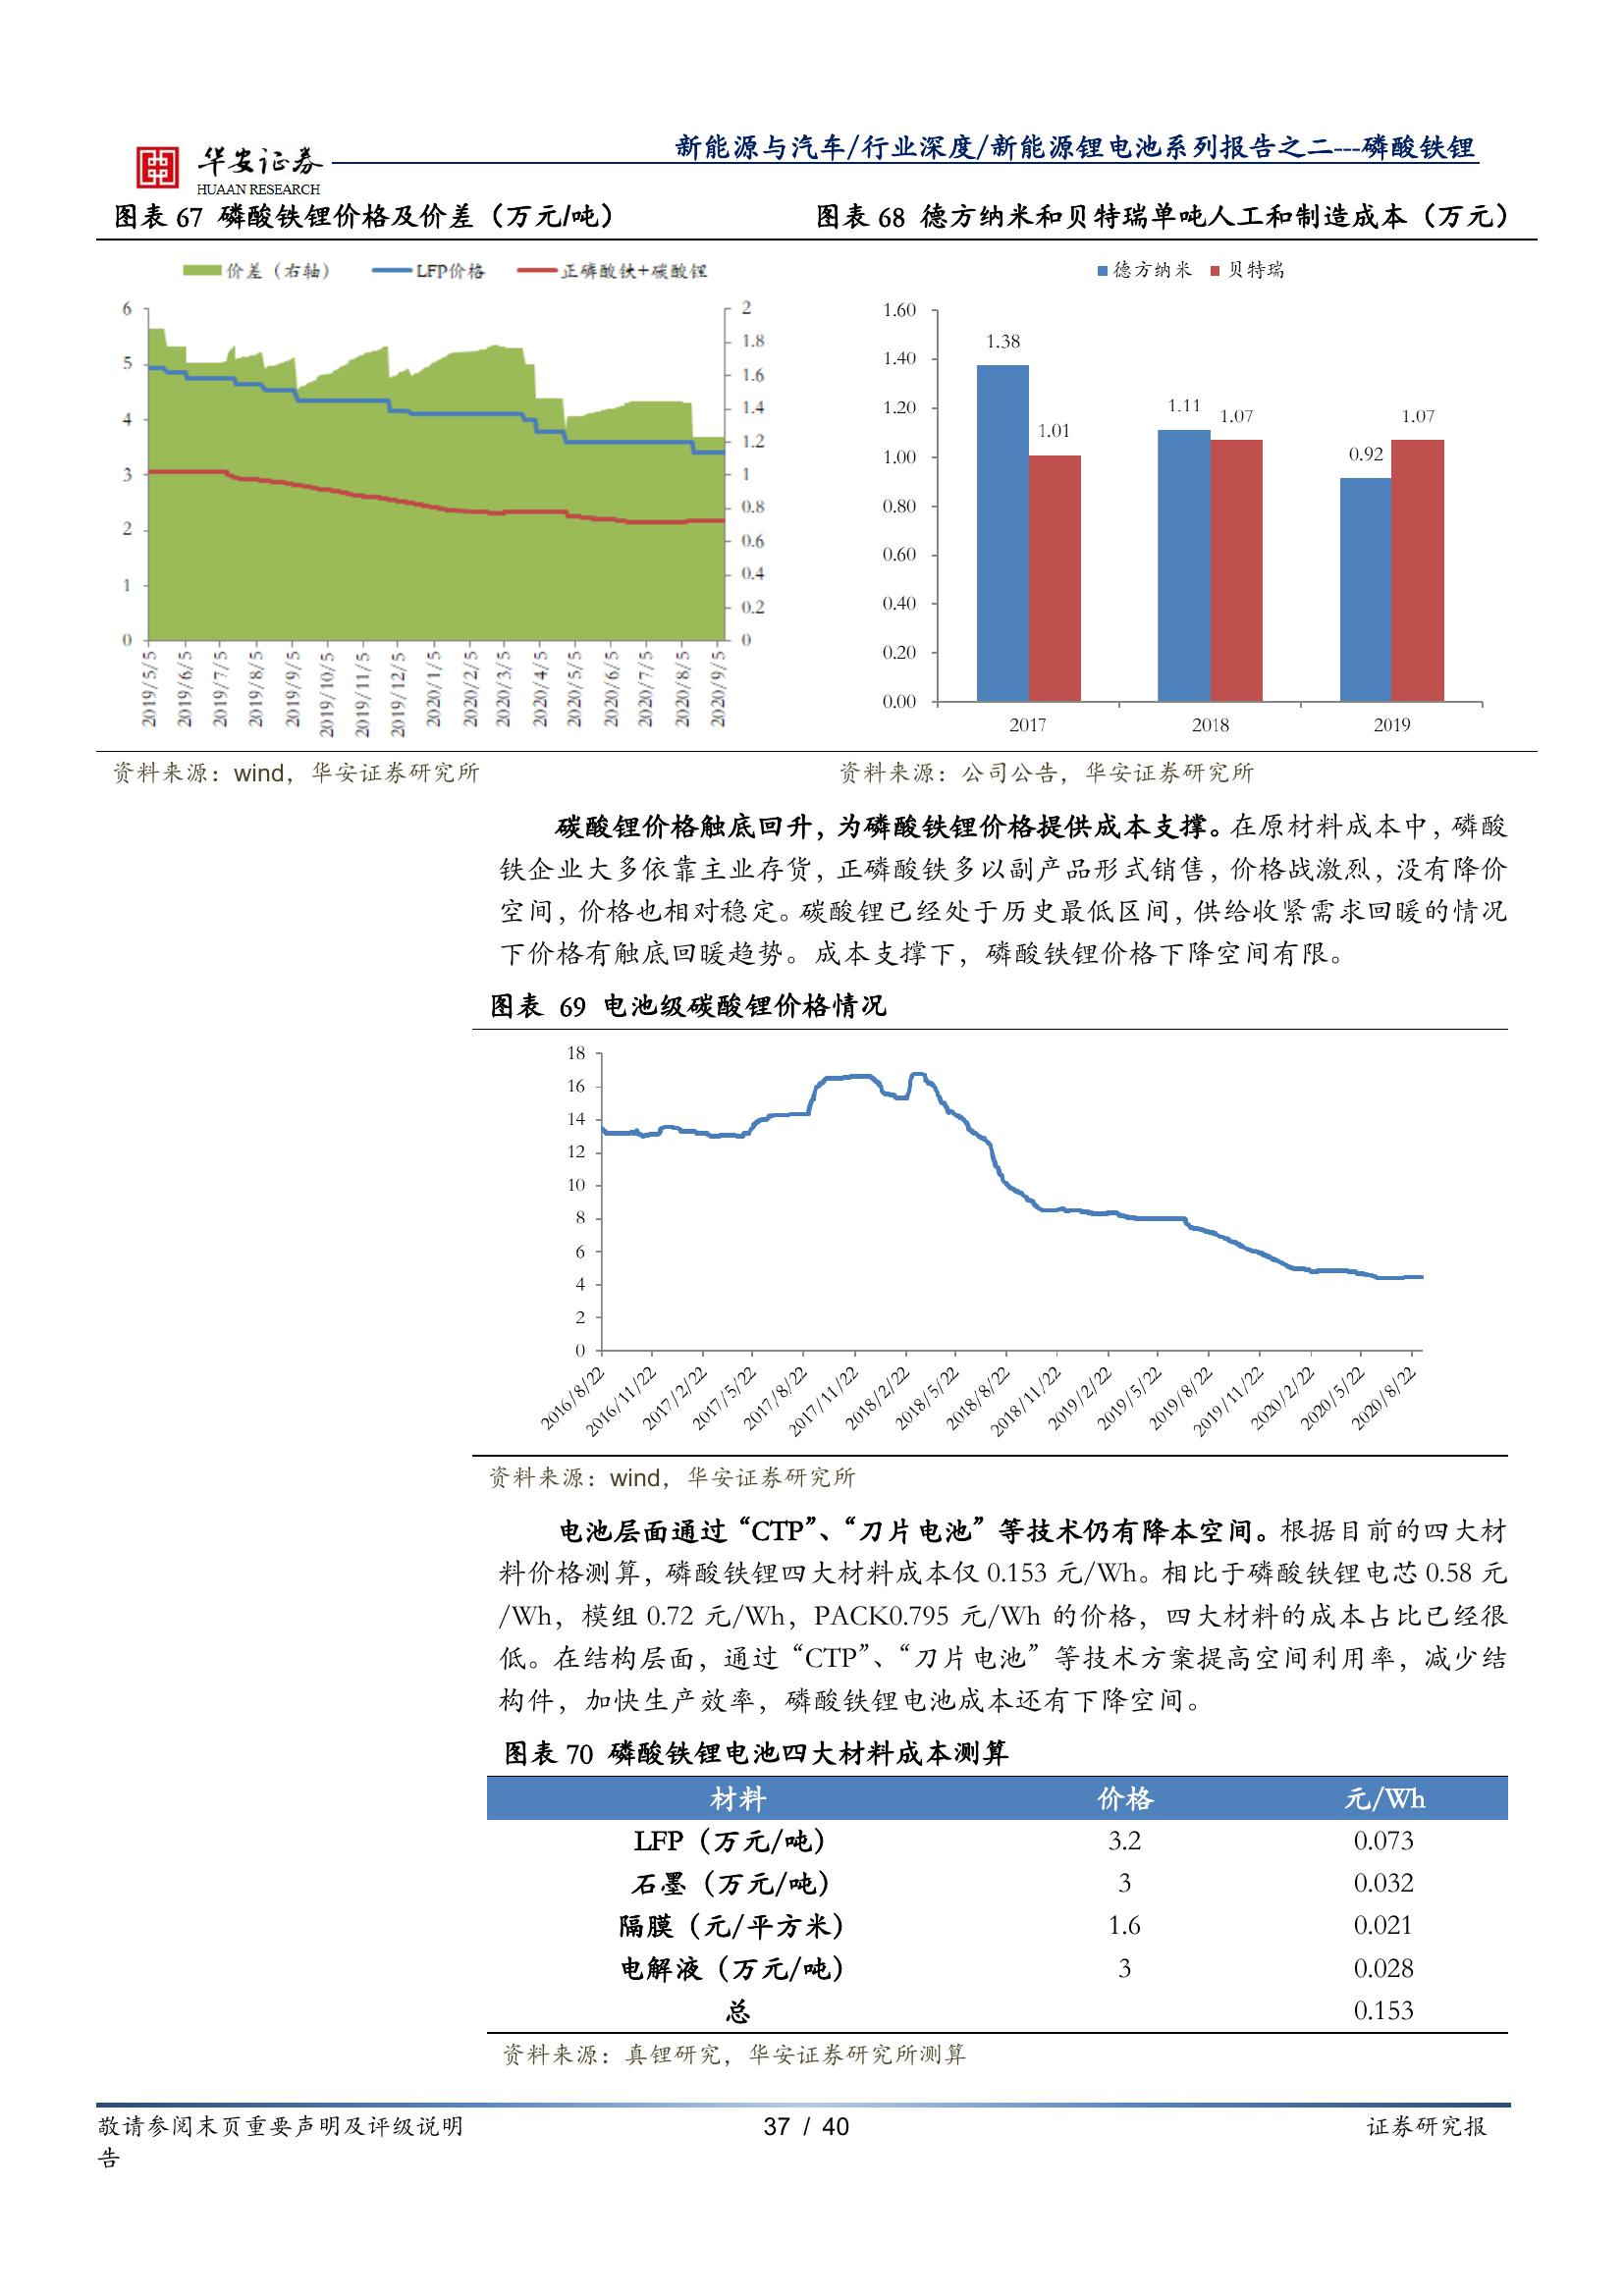 华安证券
HUAAN RESEARCH
新能源与汽车/行业深度/新能源锂电池系列报告之二---磷酸铁锂
图表 67 磷酸铁锂价格及价差（万元/吨）
价差（右轴） LFP价格 正磷酸铁+碳酸锂
6
5
4
3
2
1
0
2
1.8
1.6
1.4
1.2
1
0.8
0.6
0.4
0.2
0
2019/5/5
2019/6/5
2019/7/5
2019/8/5
2019/9/5
2019/10/5
2019/11/5
2019/12/5
2020/1/5
2020/2/5
2020/3/5
2020/4/5
2020/5/5
2020/6/5
2020/7/5
2020/8/5
2020/9/5
资料来源：wind，华安证券研究所
图表 68 德方纳米和贝特瑞单吨人工和制造成本（万元）
德方纳米 贝特瑞
1.60
1.40
1.20
1.00
0.80
0.60
0.40
0.20
0.00
1.38
1.01
1.11
1.07
0.92
1.07
2017 2018 2019
资料来源：公司公告，华安证券研究所
碳酸锂价格触底回升，为磷酸铁锂价格提供成本支撑。在原材料成本中，磷酸
铁企业大多依靠主业存货，正磷酸铁多以副产品形式销售，价格战激烈，没有降价
空间，价格也相对稳定。碳酸锂已经处于历史最低区间，供给收紧需求回暖的情况
下价格有触底回暖趋势。成本支撑下，磷酸铁锂价格下降空间有限。
图表 69 电池级碳酸锂价格情况
18
16
14
12
10
8
6
4
2
0
2016/8/22
2016/11/22
2017/2/22
2017/5/22
2017/8/22
2017/11/22
2018/2/22
2018/5/22
2018/8/22
2018/11/22
2019/2/22
2019/5/22
2019/8/22
2019/11/22
2020/2/22
2020/5/22
2020/8/22
资料来源：wind，华安证券研究所
电池层面通过“CTP”、“刀片电池”等技术仍有降本空间。根据目前的四大材
料价格测算，磷酸铁锂四大材料成本仅 0.153 元/Wh。相比于磷酸铁锂电芯 0.58 元
/Wh，模组 0.72 元/Wh，PACK0.795 元/Wh 的价格，四大材料的成本占比已经很
低。在结构层面，通过“CTP”、“刀片电池”等技术方案提高空间利用率，减少结
构件，加快生产效率，磷酸铁锂电池成本还有下降空间。
图表 70 磷酸铁锂电池四大材料成本测算
材料 价格 元/Wh
LFP（万元/吨） 3.2 0.073
石墨（万元/吨） 3 0.032
隔膜（元/平方米） 1.6 0.021
电解液（万元/吨） 3 0.028
总 0.153
资料来源：真锂研究，华安证券研究所测算
敬请参阅末页重要声明及评级说明 37 / 40 证券研究报
告